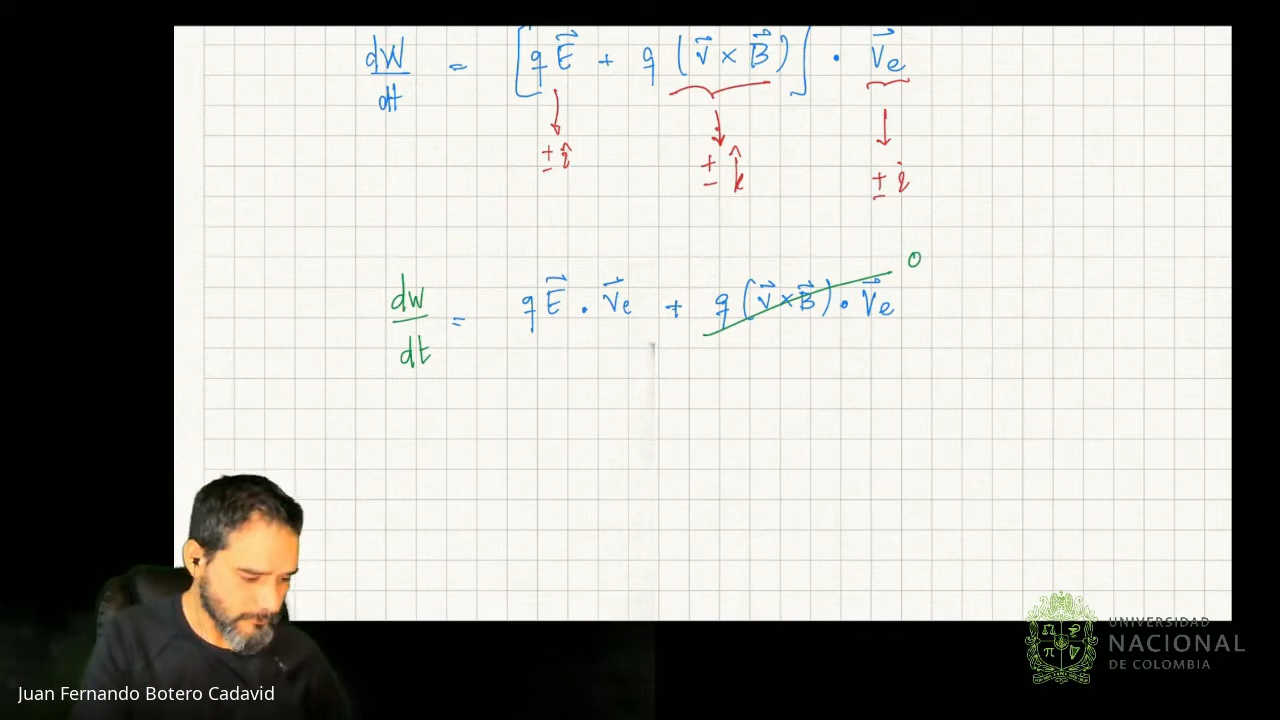 dW/dt = [qE⃗ + q (v⃗ × B⃗)] · V⃗e
± î ± k̂ ± î
dW/dt = qE⃗ · V⃗e + q (v⃗ × B⃗) · V⃗e 0
UNIVERSIDAD
NACIONAL
DE COLOMBIA
Juan Fernando Botero Cadavid